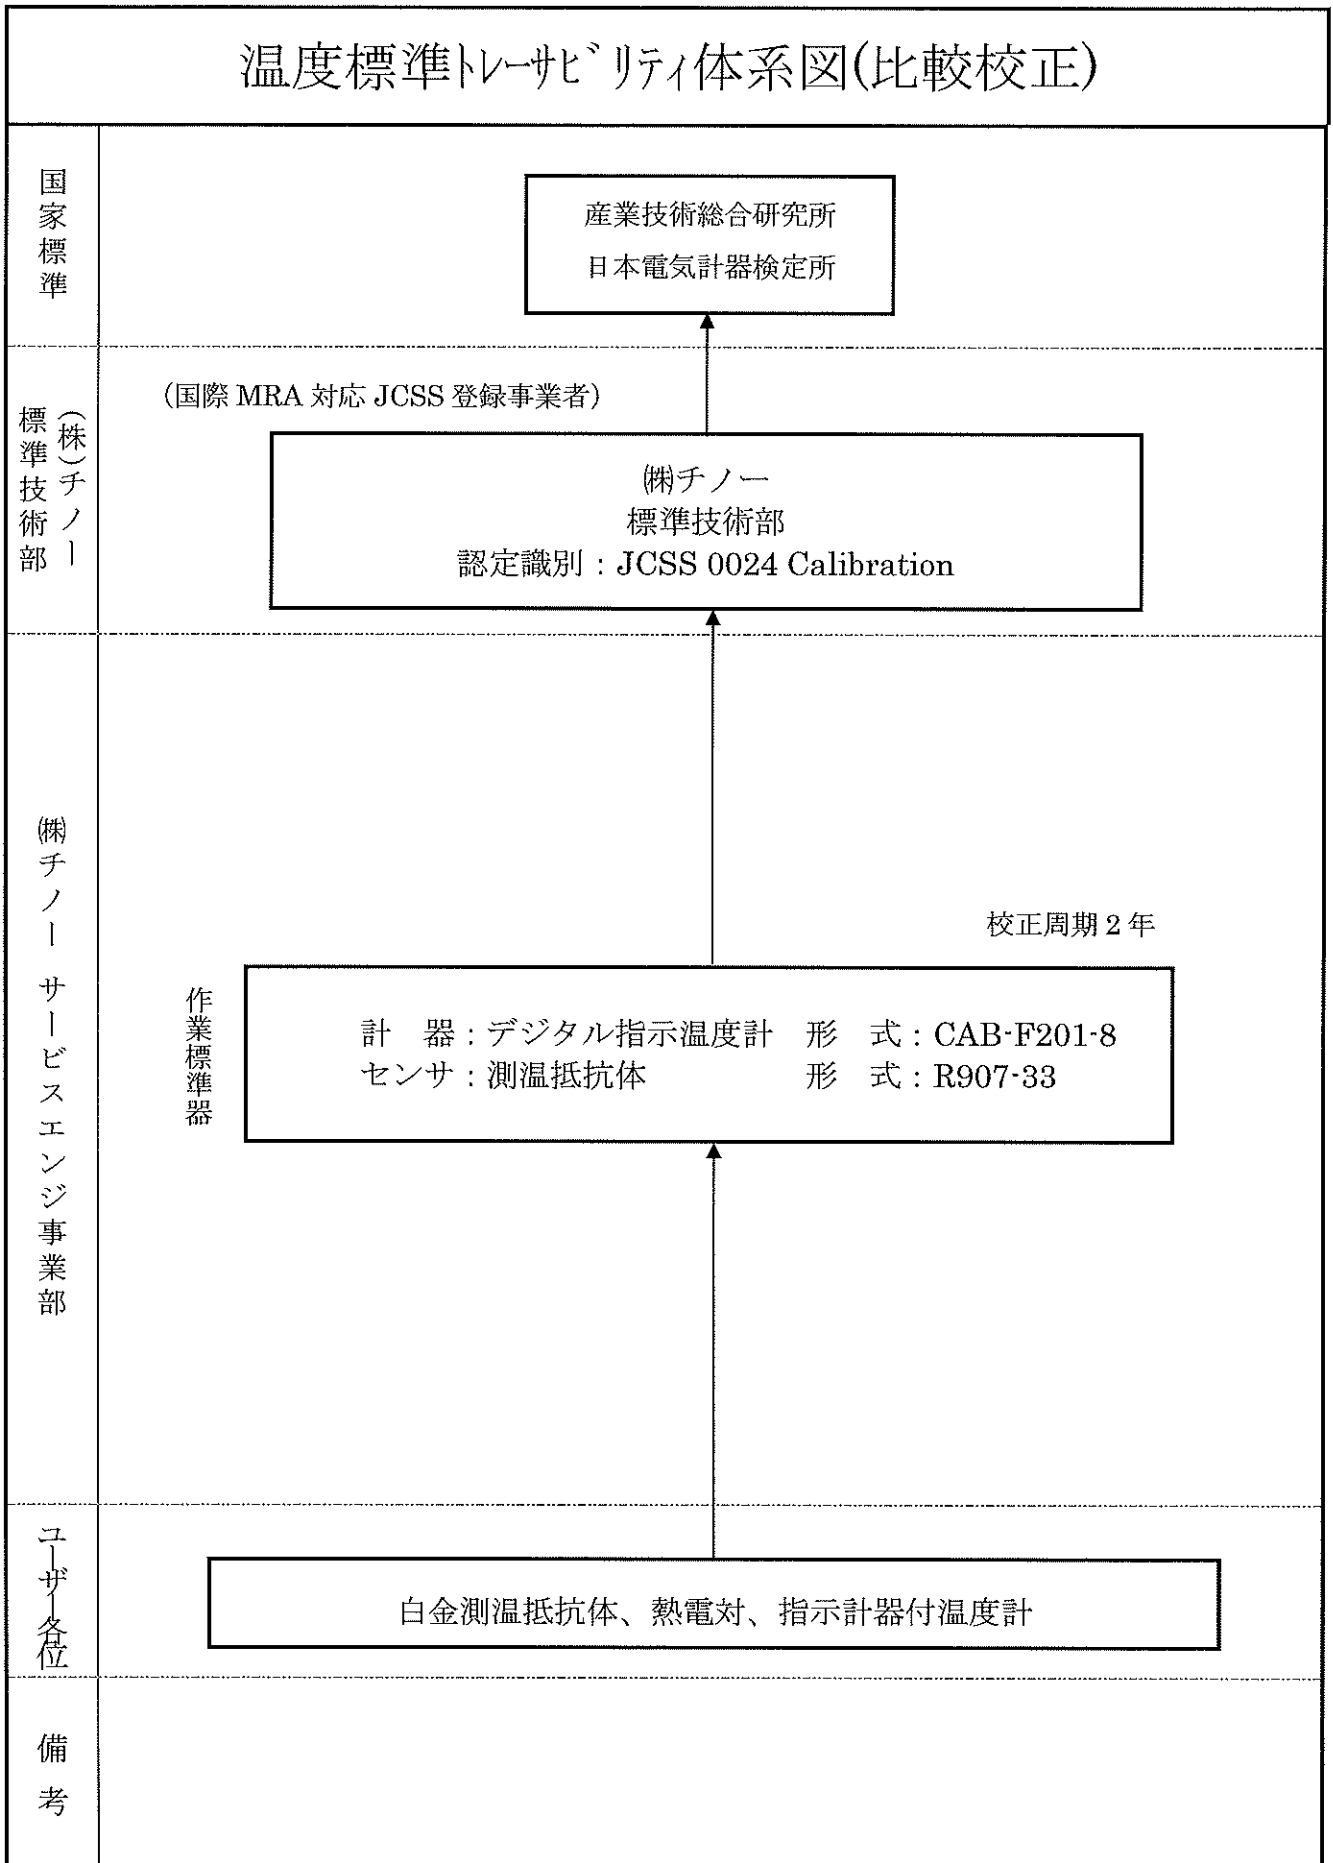 温度標準ﾄﾚｰｻﾋﾞﾘﾃｨ体系図(比較校正)
国家標準
産業技術総合研究所
日本電気計器検定所
(株)チノー
標準技術部
(国際 MRA 対応 JCSS 登録事業者)
㈱チノー
標準技術部
認定識別：JCSS 0024 Calibration
㈱チノー サービスエンジ事業部
校正周期 2 年
作業標準器
計　器：デジタル指示温度計　形　式：CAB-F201-8
センサ：測温抵抗体　　　　　形　式：R907-33
ユーザー各位
白金測温抵抗体、熱電対、指示計器付温度計
備考